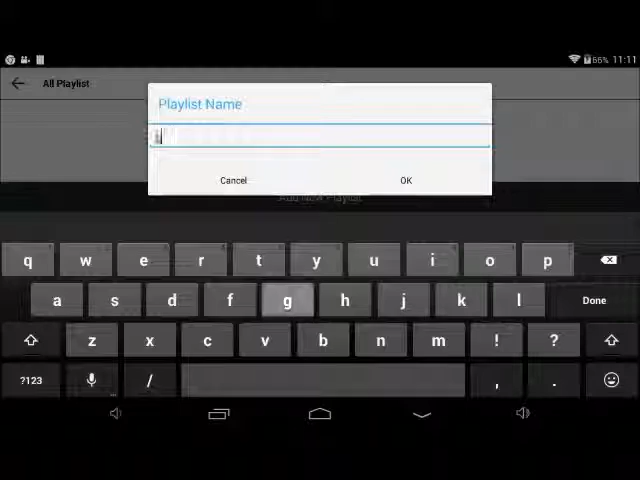 66% 11:11
All Playlist
Playlist Name
Cancel OK
Add New Playlist
q w e r t y u i o p
a s d f g h j k l Done
z x c v b n m ! ?
?123 / , .